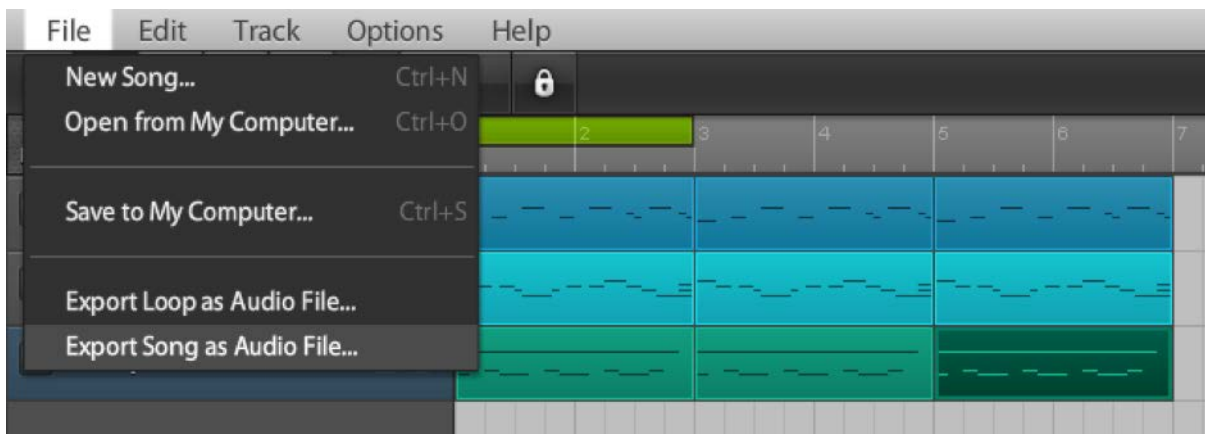 File Edit Track Options Help
New Song... Ctrl+N
Open from My Computer... Ctrl+O
2 3 4 5 6 7
Save to My Computer... Ctrl+S
Export Loop as Audio File...
Export Song as Audio File...